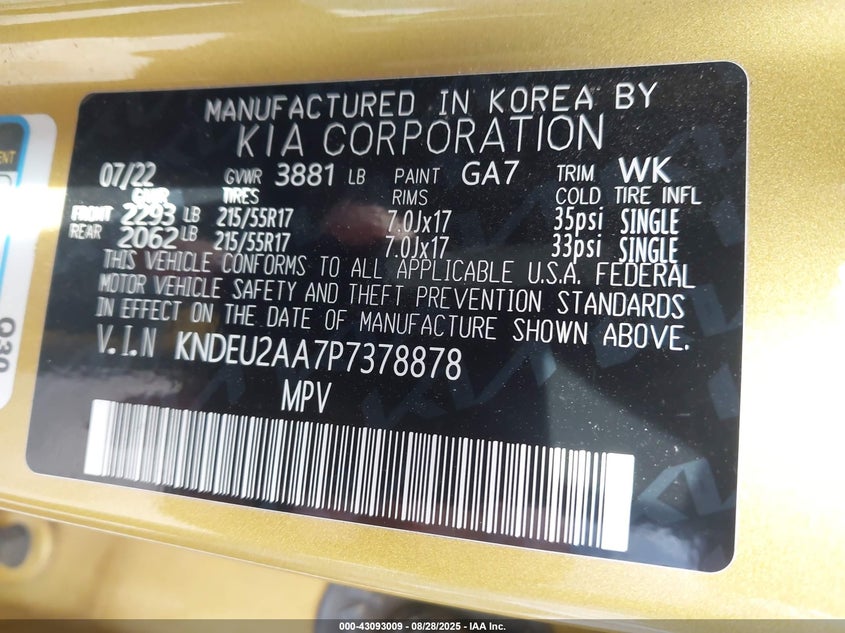 MANUFACTURED IN KOREA BY
KIA CORPORATION
07/22 GVWR 3881 LB PAINT GA7 TRIM WK
GWR TIRES RIMS COLD TIRE INFL
FRONT 2293 LB 215/55R17 7.0Jx17 35psi SINGLE
REAR 2062 LB 215/55R17 7.0Jx17 33psi SINGLE
THIS VEHICLE CONFORMS TO ALL APPLICABLE U.S.A. FEDERAL
MOTOR VEHICLE SAFETY AND THEFT PREVENTION STANDARDS
IN EFFECT ON THE DATE OF MANUFACTURE SHOWN ABOVE.
V.I.N KNDEU2AA7P7378878
MPV
Q30
000-43093009 - 08/28/2025 - IAA Inc.